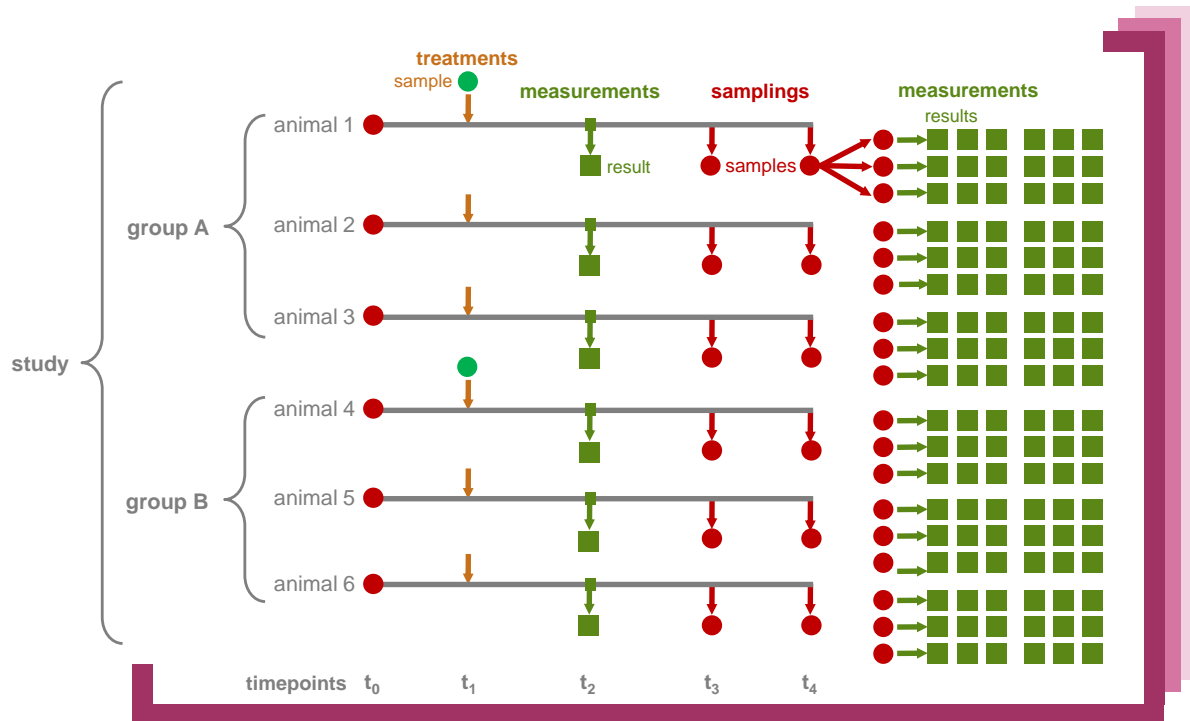 treatments
sample
measurements
samplings
measurements
results
animal 1
result
samples
animal 2
group A
animal 3
study
animal 4
animal 5
group B
animal 6
timepoints t0 t1 t2 t3 t4